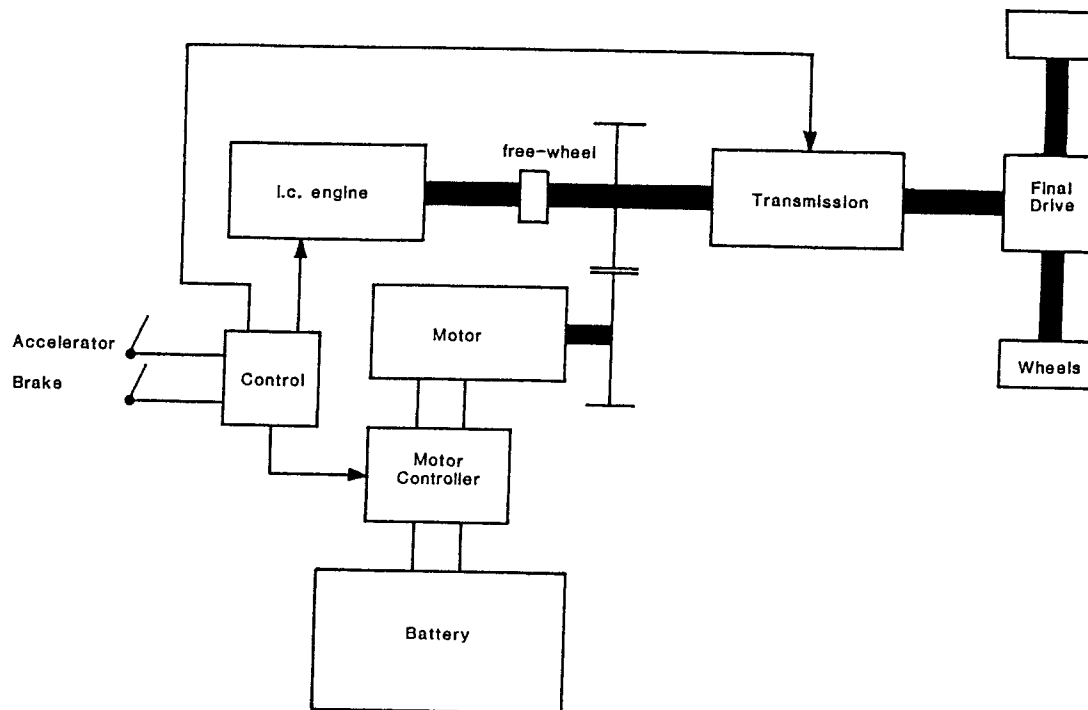 free-wheel
I.c. engine
Transmission
Final
Drive
Accelerator
Motor
Control
Brake
Wheels
Motor
Controller
Battery